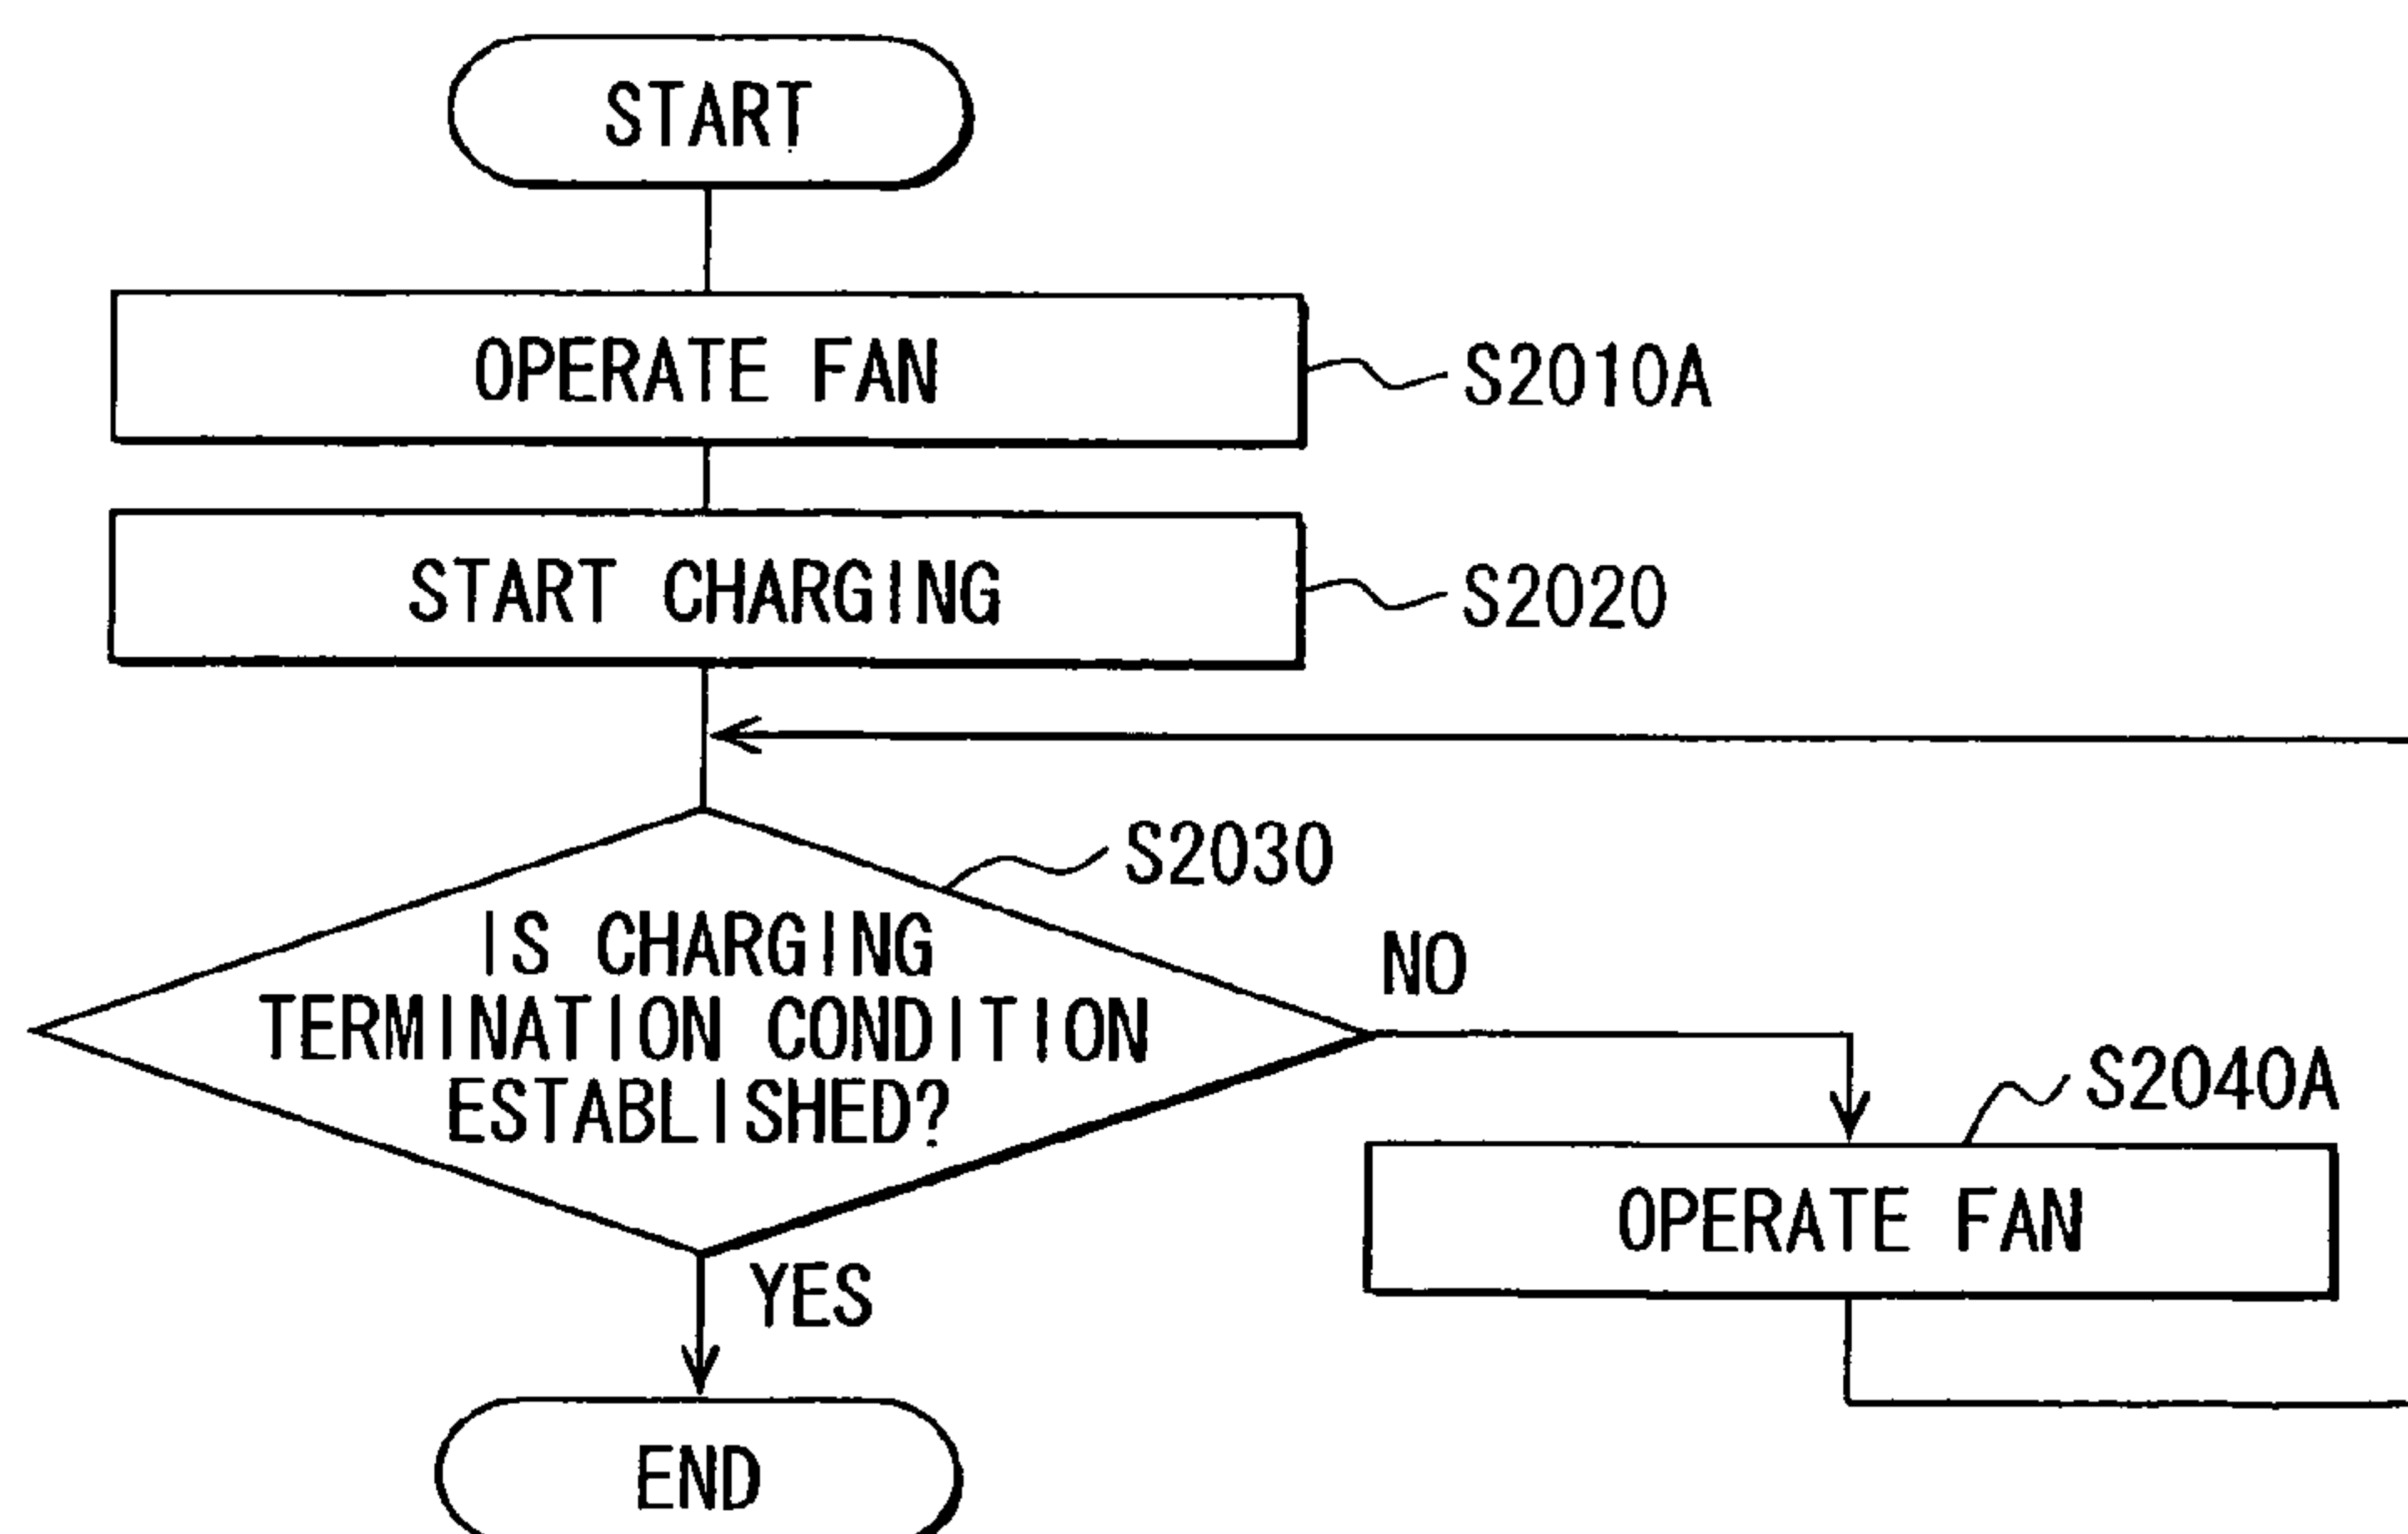 START
OPERATE FAN
S2010A
START CHARGING
S2020
S2030
IS CHARGING
TERMINATION CONDITION
ESTABLISHED?
NO
S2040A
OPERATE FAN
YES
END